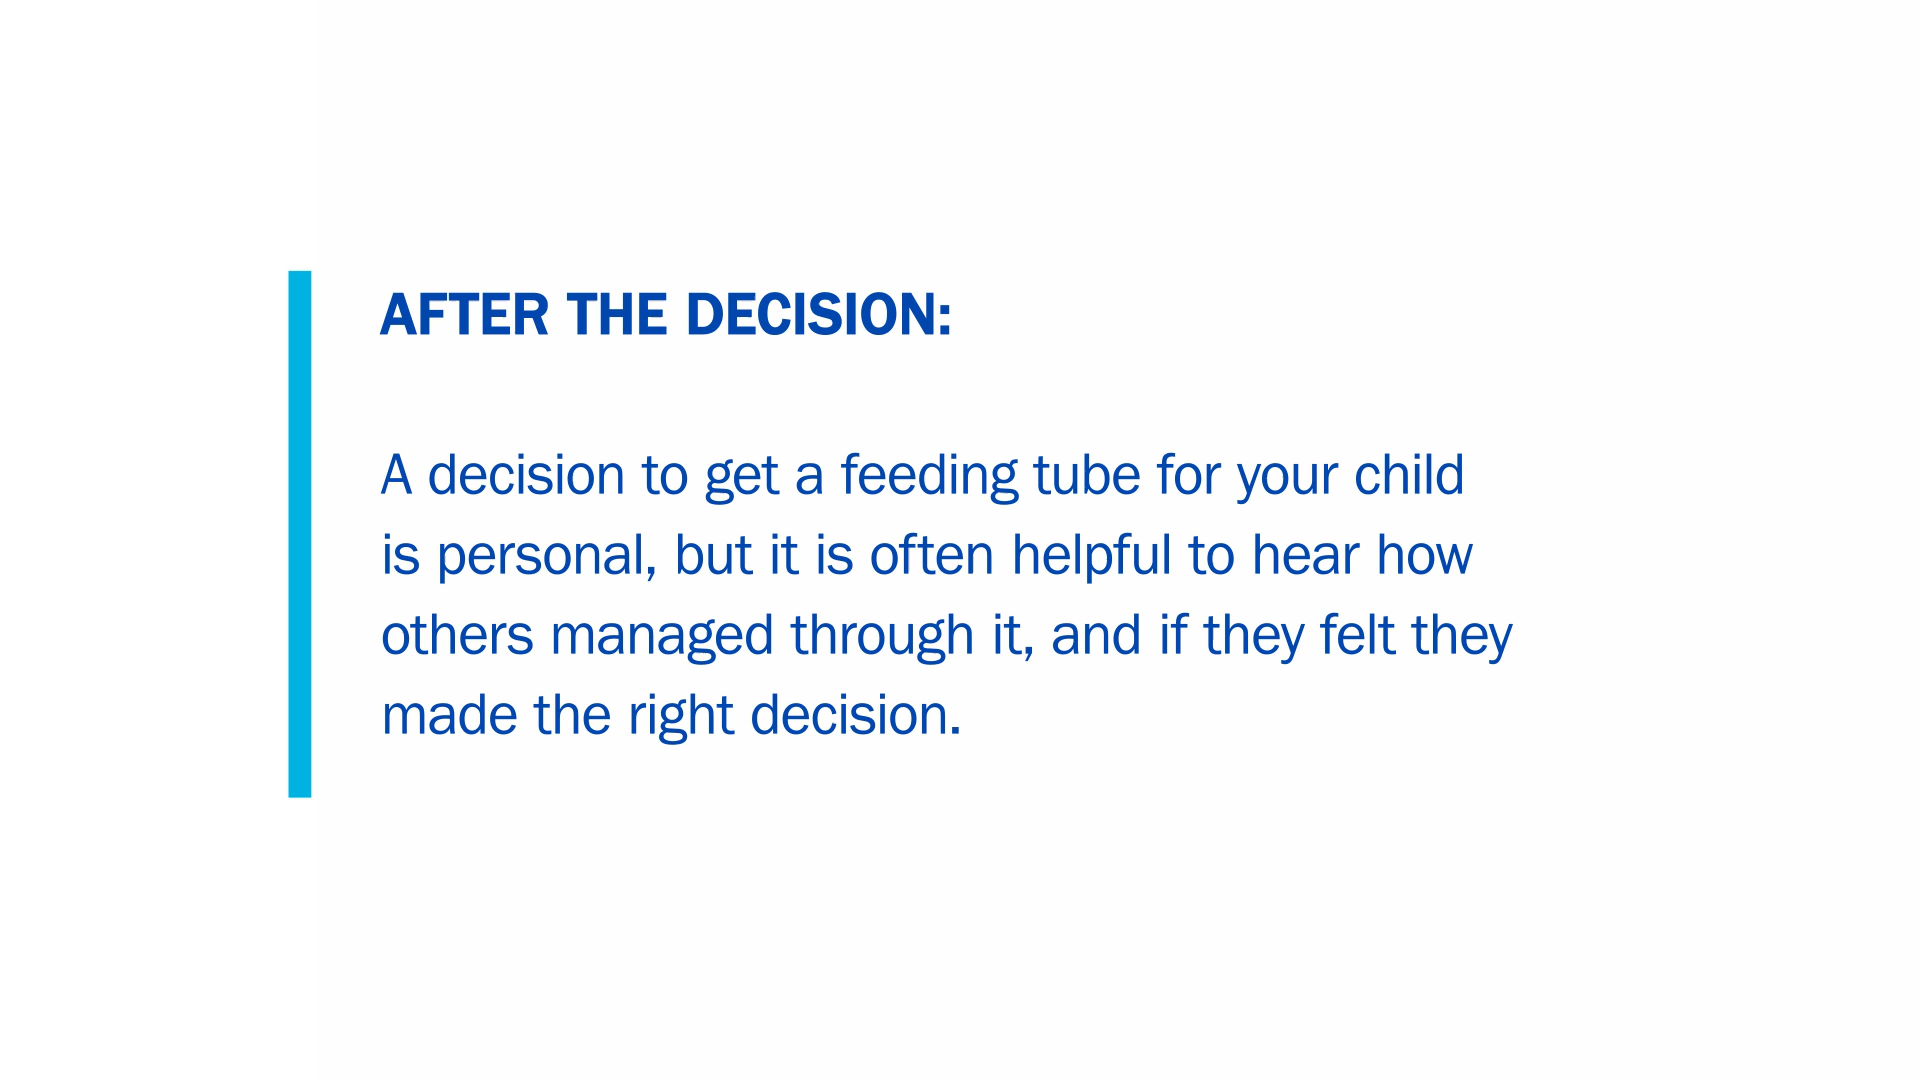 AFTER THE DECISION:
A decision to get a feeding tube for your child
is personal, but it is often helpful to hear how
others managed through it, and if they felt they
made the right decision.